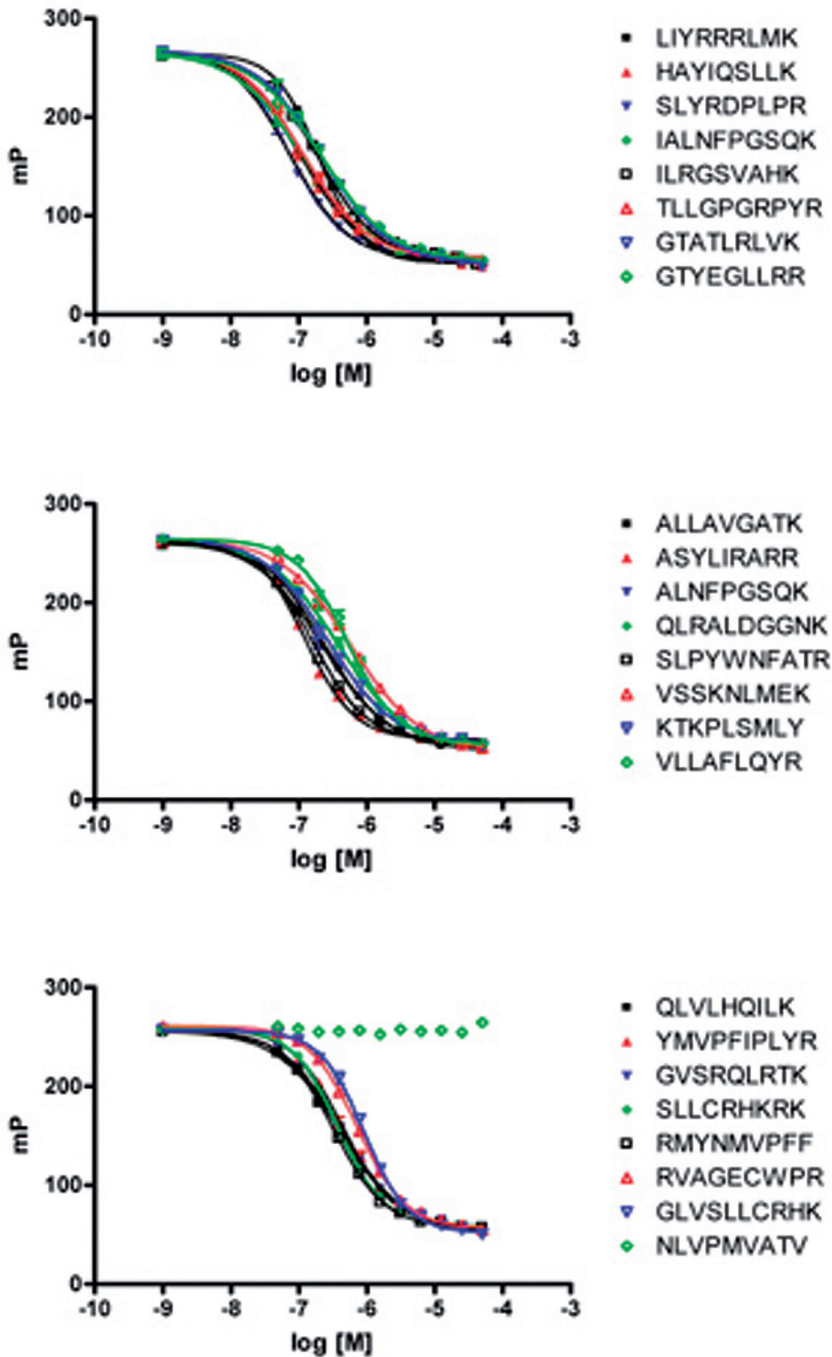 300
200
100
0
mP
-10 -9 -8 -7 -6 -5 -4 -3
log [M]
LIYRRRLMK
HAYIQSLLK
SLYRDPLPR
IALNFPGSQK
ILRGSVAHK
TLLGPGRPYR
GTATLRLVK
GTYEGLLRR
300
200
100
0
mP
-10 -9 -8 -7 -6 -5 -4 -3
log [M]
ALLAVGATK
ASYLIRARR
ALNFPGSQK
QLRALDGGNK
SLPYWNFATR
VSSKNLMEK
KTKPLSMLY
VLLAFLQYR
300
200
100
0
mP
-10 -9 -8 -7 -6 -5 -4 -3
log [M]
QLVLHQILK
YMVPFIPLYR
GVSRQLRTK
SLLCRHKRK
RMYNMVPFF
RVAGECWPR
GLVSLLCRHK
NLVPMVATV